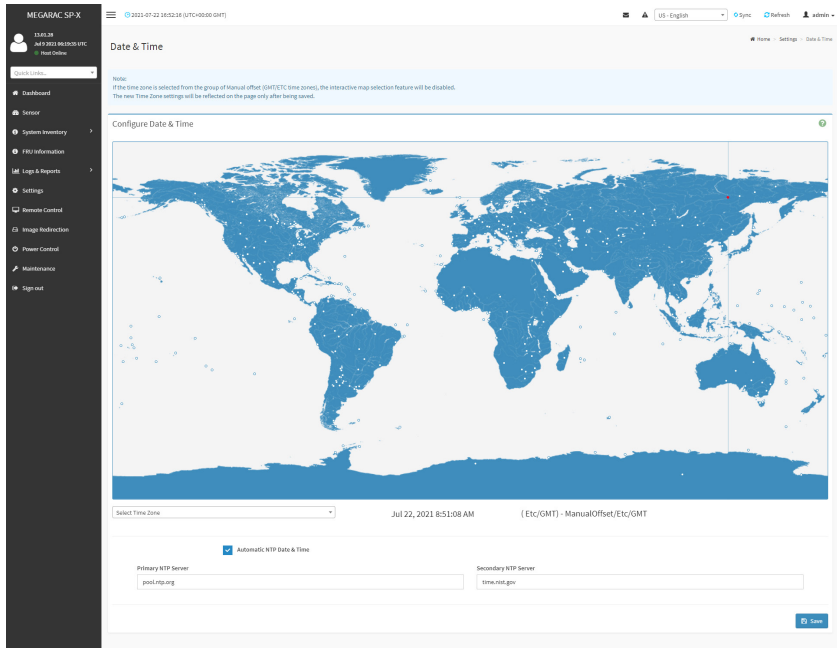 MEGARAC SP-X
2021-07-22 16:52:16 (UTC+00:00 GMT)
US - English
Sync
Refresh
admin
13.01.28
Jul 9 2021 00:19:35 UTC
Host Online
Quick Links...
Dashboard
Sensor
System Inventory
FRU Information
Logs & Reports
Settings
Remote Control
Image Redirection
Power Control
Maintenance
Sign out
Date & Time
Home
Settings
Date & Time
Note:
If the time zone is selected from the group of Manual offset (GMT/ETC time zones), the interactive map selection feature will be disabled.
The new Time Zone settings will be reflected on the page only after being saved.
Configure Date & Time
Select Time Zone
Jul 22, 2021 8:51:08 AM
( Etc/GMT) - ManualOffset/Etc/GMT
Automatic NTP Date & Time
Primary NTP Server
Secondary NTP Server
pool.ntp.org
time.nist.gov
Save